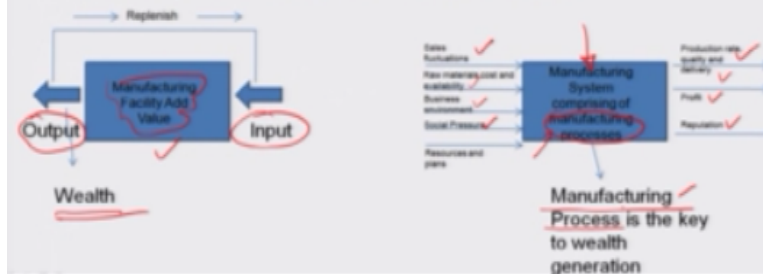 Replenish
Manufacturing
Facility Add
Value
Output
Input
Wealth
Sales
fluctuations
Raw materials cost and
availability
Business
environment
Social Pressure
Resources and
plans
Manufacturing
System
comprising of
manufacturing
processes
Production rate,
quality and
delivery
Profit
Reputation
Manufacturing
Process is the key
to wealth
generation